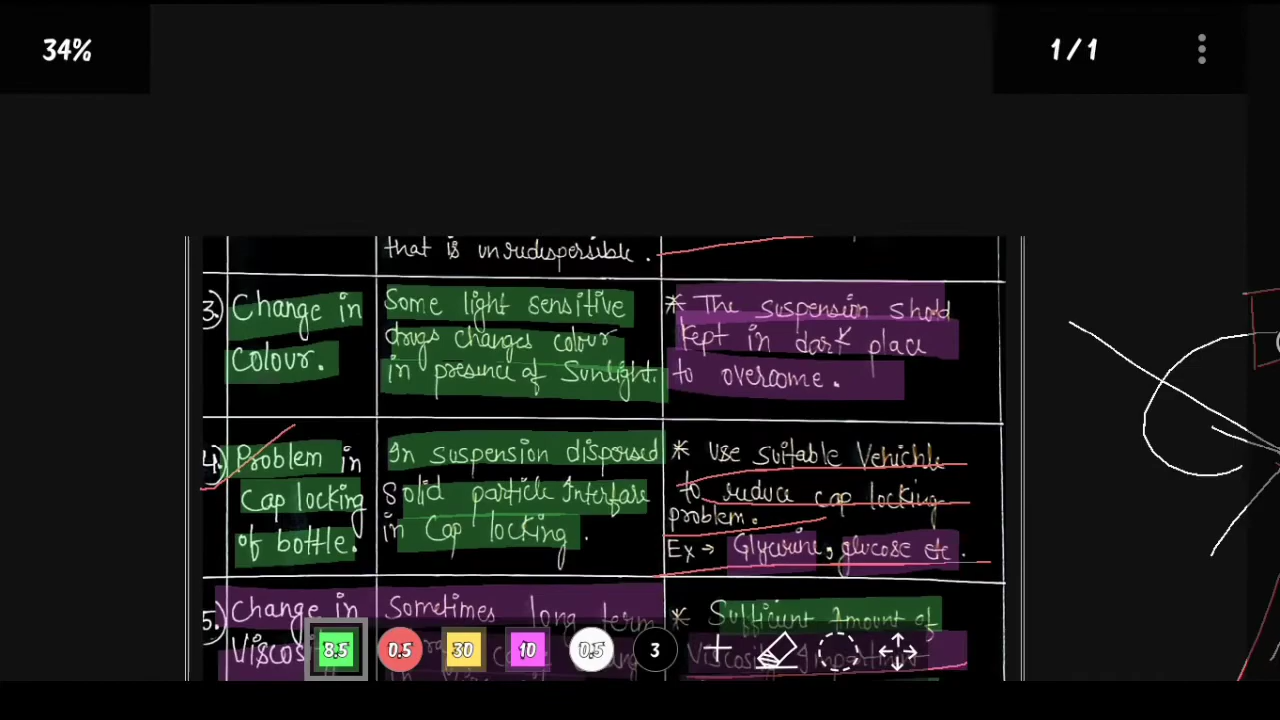 34%
1/1
that is unredispersible.
3.) Change in
colour.
Some light sensitive
drugs changes colour
in presence of Sunlight.
* The suspension should
kept in dark place
to overcome.
4.) Problem in
Cap locking
of bottle.
In suspension dispersed
Solid particle Interfare
in Cap locking.
* Use suitable Vehichle
to reduce cap locking
problem.
Ex → Glycerine, glucose etc.
5.) Change in
Sometimes long term
* Sufficient Amount of
Viscosity
8.5 0.5 30 10 0.5 3